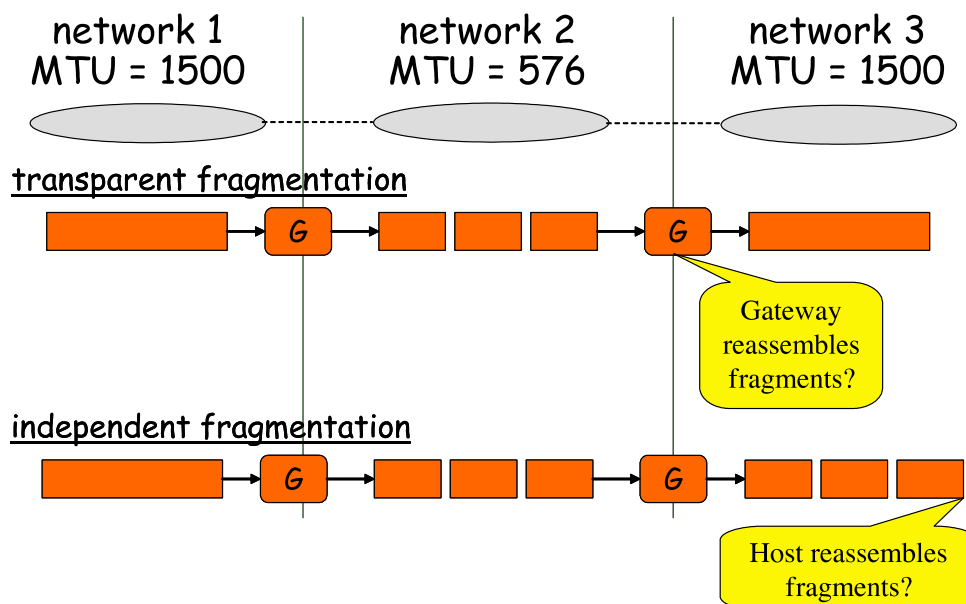 network 1
MTU = 1500
network 2
MTU = 576
network 3
MTU = 1500
transparent fragmentation
G
G
Gateway
reassembles
fragments?
independent fragmentation
G
G
Host reassembles
fragments?